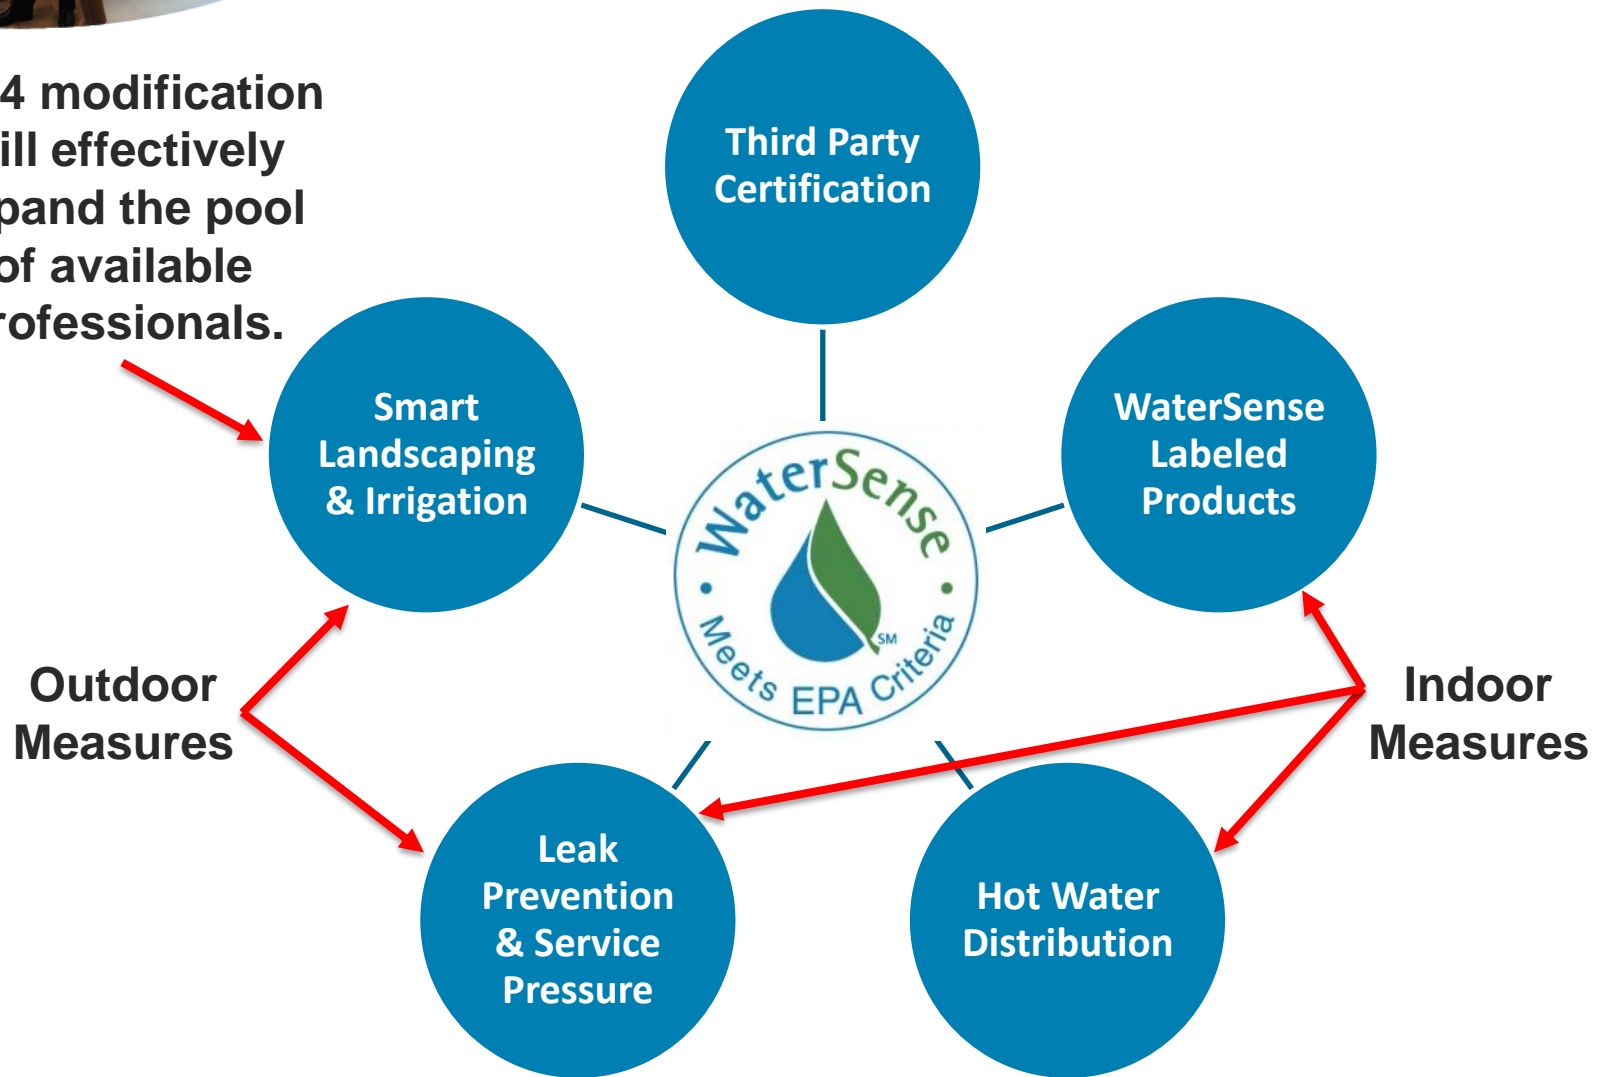 4 modification
ill effectively
pand the pool
of available
rofessionals.
Third Party
Certification
Smart
Landscaping
& Irrigation
WaterSense
Labeled
Products
WaterSense
SM
Meets EPA Criteria
Outdoor
Measures
Indoor
Measures
Leak
Prevention
& Service
Pressure
Hot Water
Distribution